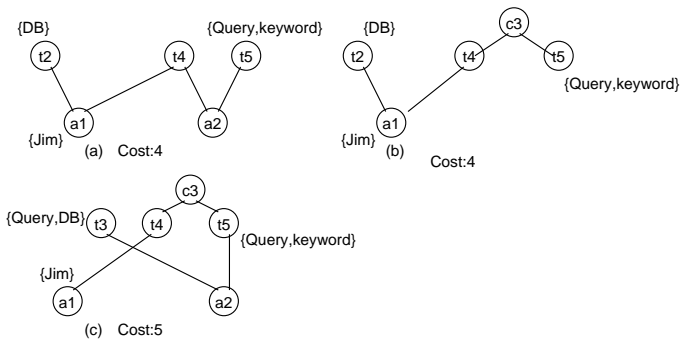 {DB} {Query,keyword}
t2 t4 t5
a1 a2
{Jim}
(a) Cost:4
c3
{DB}
t2 t4 t5
{Query,keyword}
a1
{Jim}
(b)
Cost:4
c3
{Query,DB} t3 t4 t5
{Query,keyword}
{Jim}
a1 a2
(c) Cost:5